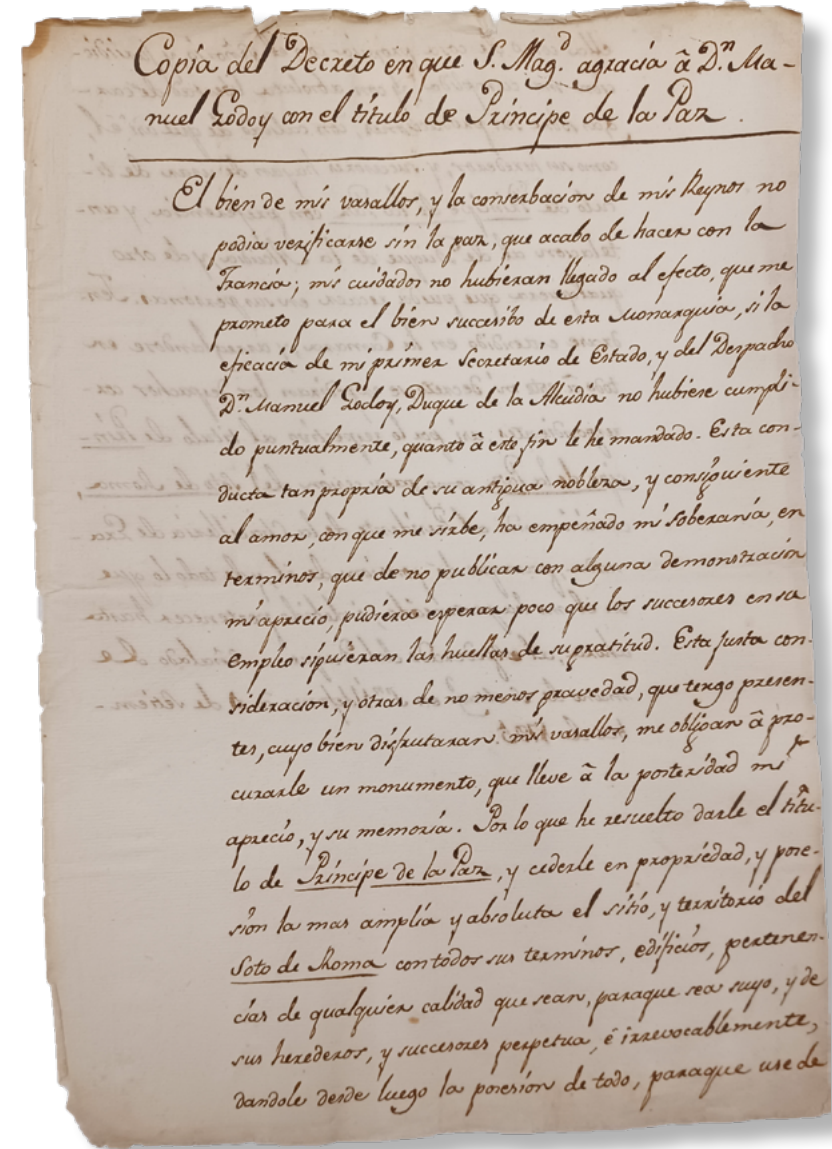 Copia del Decreto en que S. Mag.d agracia â D.n Ma-
nuel Godoy con el título de Príncipe de la Paz.
El bien de mis vasallos, y la conserbacion de mis Reynos no
podia verificarse sin la paz, que acabo de hacer con la
Francia; mis cuidados no hubieran llegado al efecto, que me
prometo para el bien succesibo de esta Monarquia, si la
eficacia de mi primer Secretario de Estado, y del Despacho
D.n Manuel Godoy, Duque de la Alcudia no hubiese cumpli-
do puntualmente, quanto â este fin le he mandado. Esta con-
ducta tan propria de su antigua nobleza, y consiguiente
al amor, con que me sirbe, ha empeñado mi Soberania, en
terminos, que de no publicar con alguna demonstracion
mi aprecio, pudiera esperar poco que los succesores en su
empleo siguieran las huellas de su gratitud. Esta justa con-
sideracion, y otras de no menos gravedad, que tengo presen-
tes, cuyo bien disfrutaran mis vasallos, me obligan â pro-
curarle un monumento, que lleve â la posteridad mi
aprecio, y su memoria. Por lo que he resuelto darle el titu-
lo de Príncipe de la Paz, y cederle en propriedad, y pose-
sion la mas amplia y absoluta el sitio, y territorio del
Soto de Roma con todos sus terminos, edificios, pertenen-
cias de qualquier calidad que sean, paraque sea suyo, y de
sus herederos, y succesores perpetua, é irrevocablemente,
dandole desde luego la posesion de todo, paraque use de